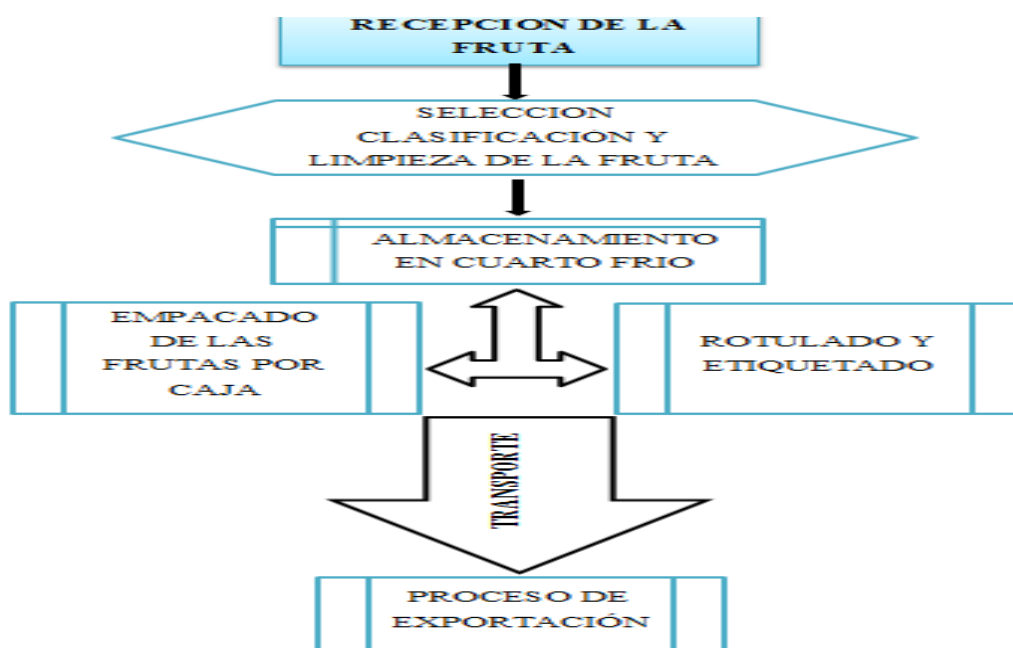 RECEPCION DE LA
FRUTA
SELECCION
CLASIFICACIÓN Y
LIMPIEZA DE LA FRUTA
ALMACENAMIENTO
EN CUARTO FRIO
EMPACADO
DE LAS
FRUTAS POR
CAJA
ROTULADO Y
ETIQUETADO
TRANSPORTE
PROCESO DE
EXPORTACIÓN